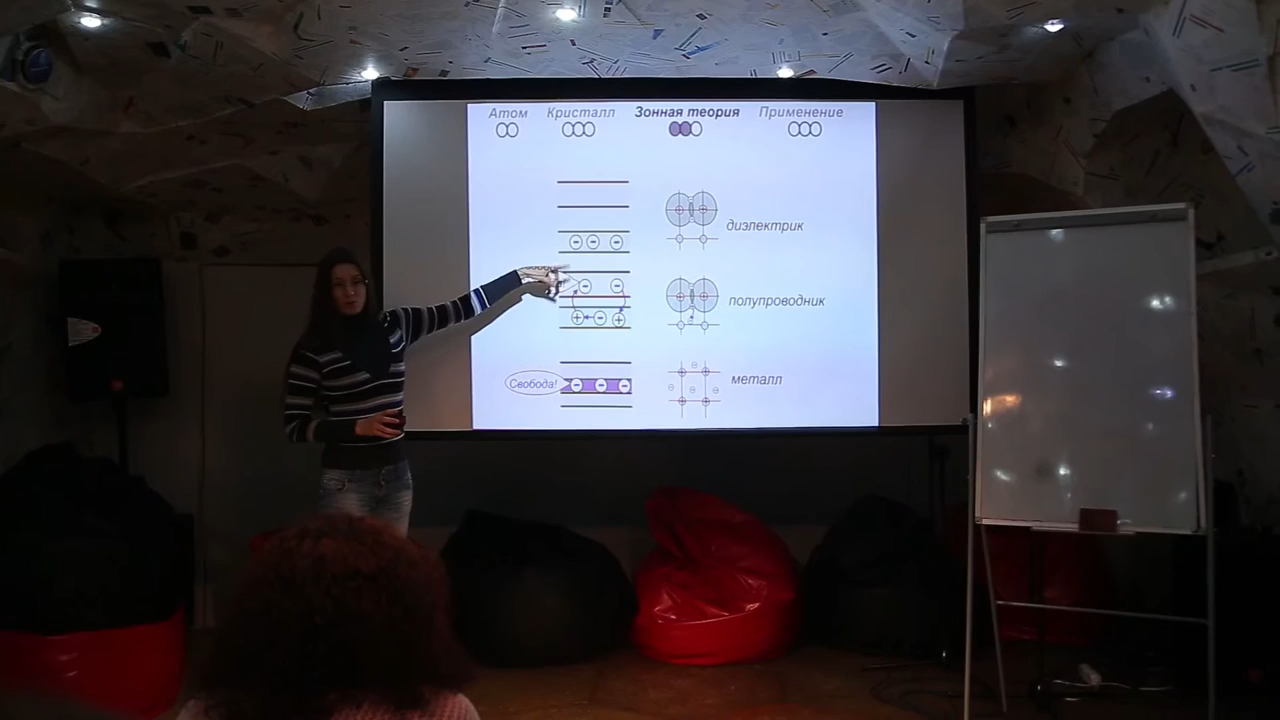 Атом Кристалл Зонная теория Применение
диэлектрик
полупроводник
Свобода!
металл